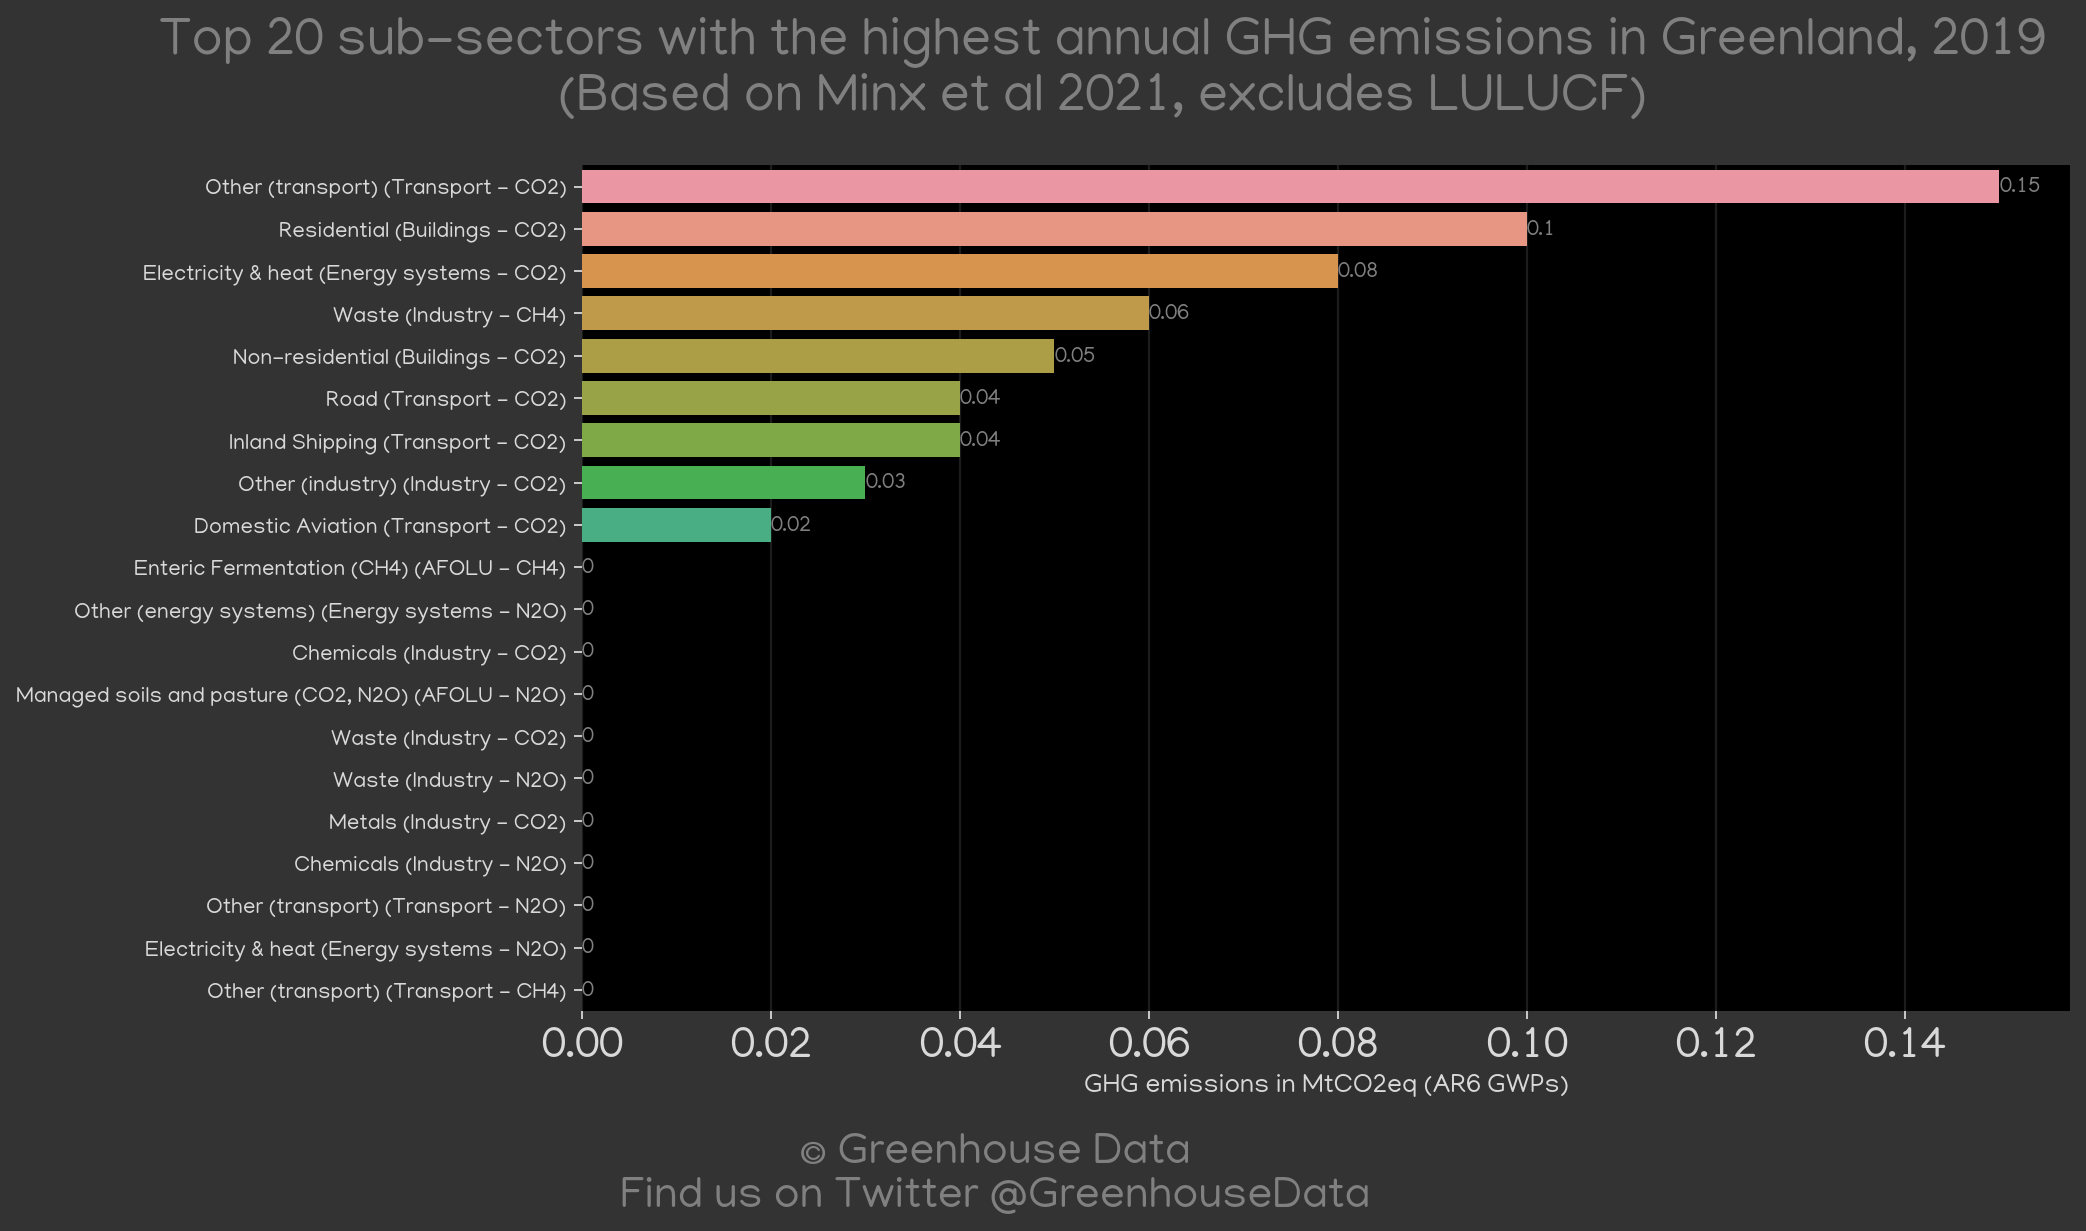 Top 20 sub-sectors with the highest annual GHG emissions in Greenland, 2019
(Based on Minx et al 2021, excludes LULUCF)
Other (transport) (Transport - CO2) 0.15
Residential (Buildings - CO2) 0.1
Electricity & heat (Energy systems - CO2) 0.08
Waste (Industry - CH4) 0.06
Non-residential (Buildings - CO2) 0.05
Road (Transport - CO2) 0.04
Inland Shipping (Transport - CO2) 0.04
Other (industry) (Industry - CO2) 0.03
Domestic Aviation (Transport - CO2) 0.02
Enteric Fermentation (CH4) (AFOLU - CH4) 0
Other (energy systems) (Energy systems - N2O) 0
Chemicals (Industry - CO2) 0
Managed soils and pasture (CO2, N2O) (AFOLU - N2O) 0
Waste (Industry - CO2) 0
Waste (Industry - N2O) 0
Metals (Industry - CO2) 0
Chemicals (Industry - N2O) 0
Other (transport) (Transport - N2O) 0
Electricity & heat (Energy systems - N2O) 0
Other (transport) (Transport - CH4) 0
0.00 0.02 0.04 0.06 0.08 0.10 0.12 0.14
GHG emissions in MtCO2eq (AR6 GWPs)
© Greenhouse Data
Find us on Twitter @GreenhouseData